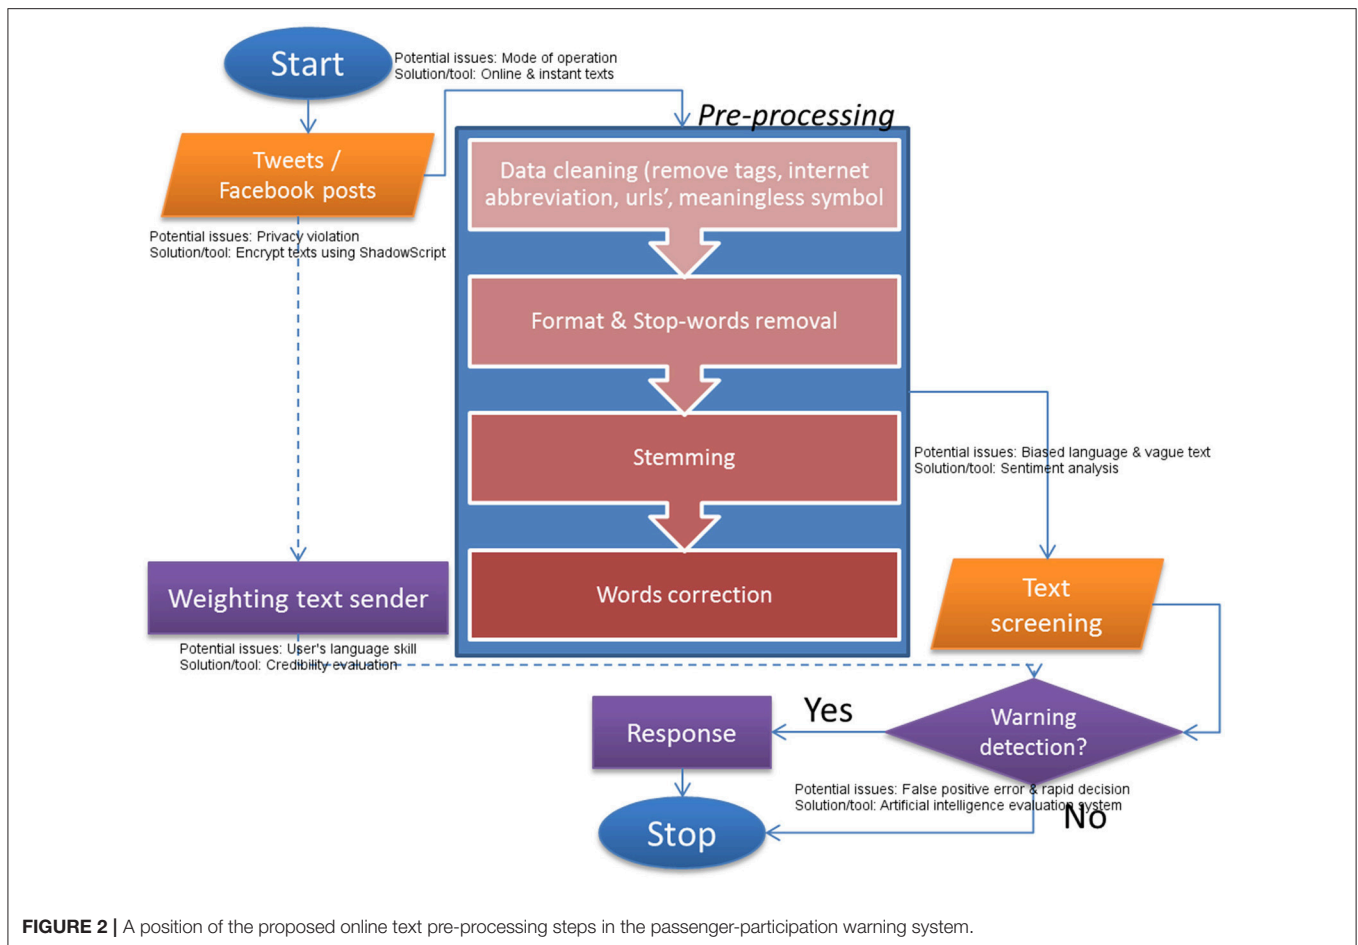 Start
Potential issues: Mode of operation
Solution/tool: Online & instant texts
Pre-processing
Tweets /
Facebook posts
Potential issues: Privacy violation
Solution/tool: Encrypt texts using ShadowScript
Data cleaning (remove tags, internet
abbreviation, urls’, meaningless symbol
Format & Stop-words removal
Stemming
Words correction
Potential issues: Biased language & vague text
Solution/tool: Sentiment analysis
Weighting text sender
Potential issues: User's language skill
Solution/tool: Credibility evaluation
Text
screening
Warning
detection?
Yes
Response
Potential issues: False positive error & rapid decision
Solution/tool: Artificial intelligence evaluation system
No
Stop
FIGURE 2 | A position of the proposed online text pre-processing steps in the passenger-participation warning system.